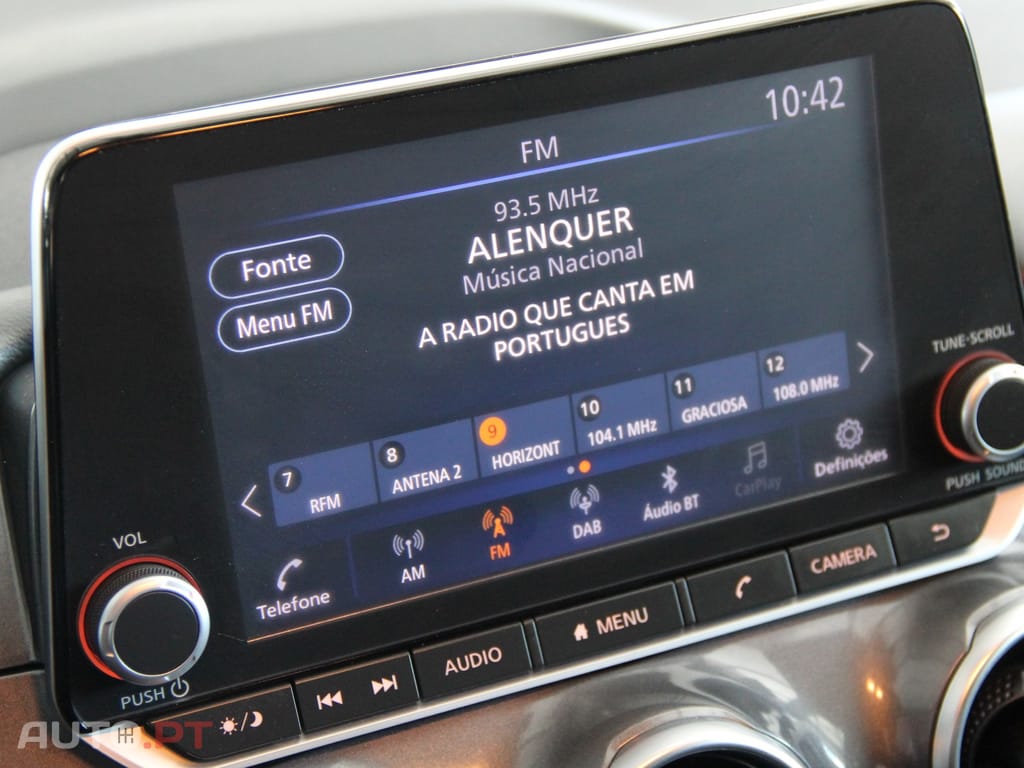 10:42
FM
93.5 MHz
ALENQUER
Música Nacional
Fonte
Menu FM
A RADIO QUE CANTA EM
PORTUGUES
7 RFM
8 ANTENA 2
9 HORIZONT
10 104.1 MHz
11 GRACIOSA
12 108.0 MHz
Telefone
AM
FM
DAB
Áudio BT
CarPlay
Definições
TUNE·SCROLL
PUSH SOUND
VOL
PUSH
AUDIO
MENU
CAMERA
AUTO.PT